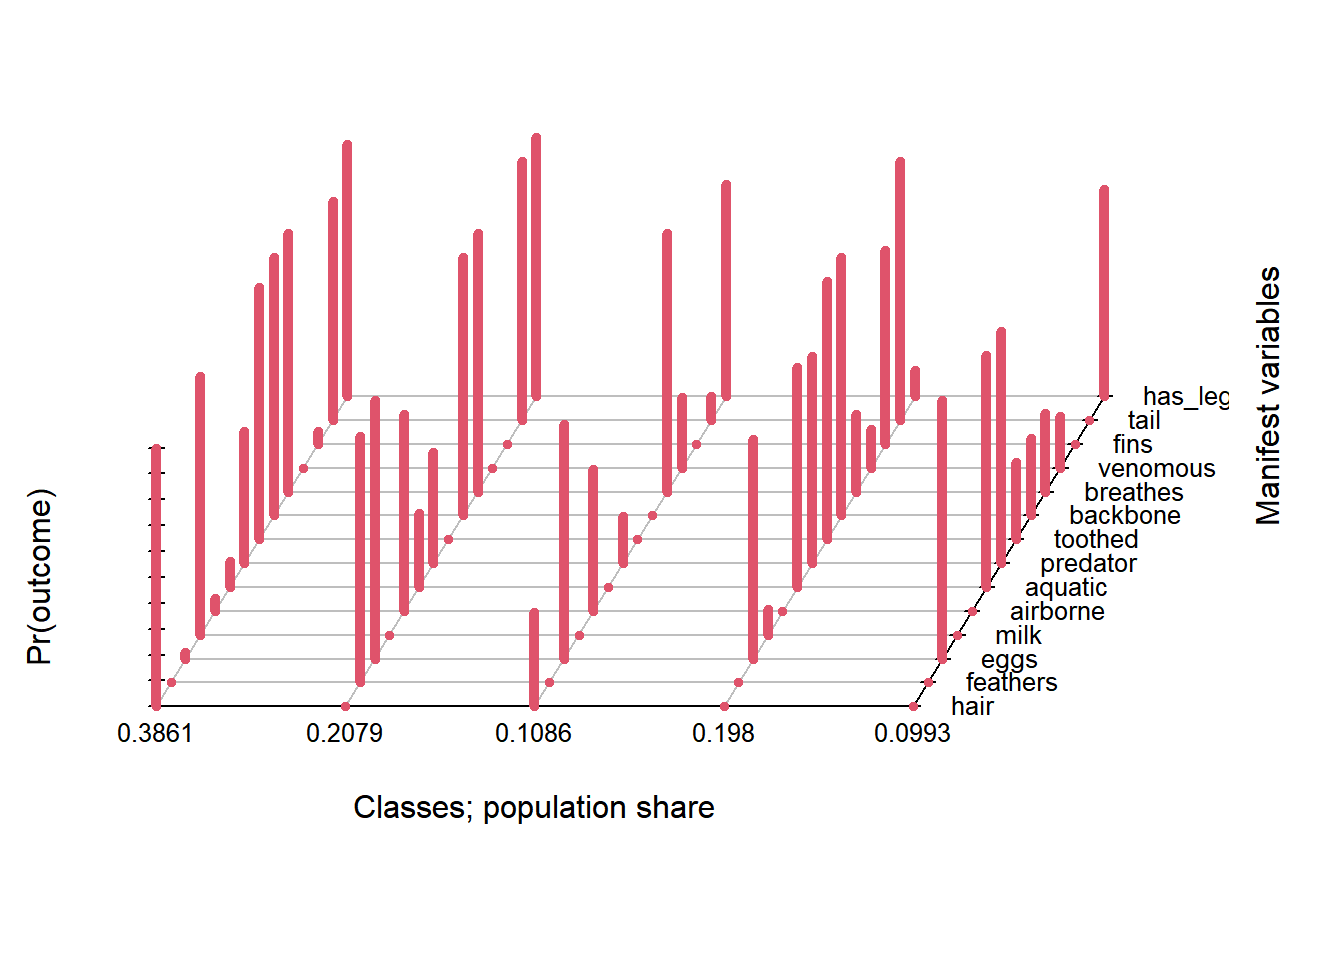 has_leg
tail
fins
venomous
breathes
backbone
toothed
predator
aquatic
airborne
milk
eggs
feathers
hair
Manifest variables
Pr(outcome)
0.3861 0.2079 0.1086 0.198 0.0993
Classes; population share